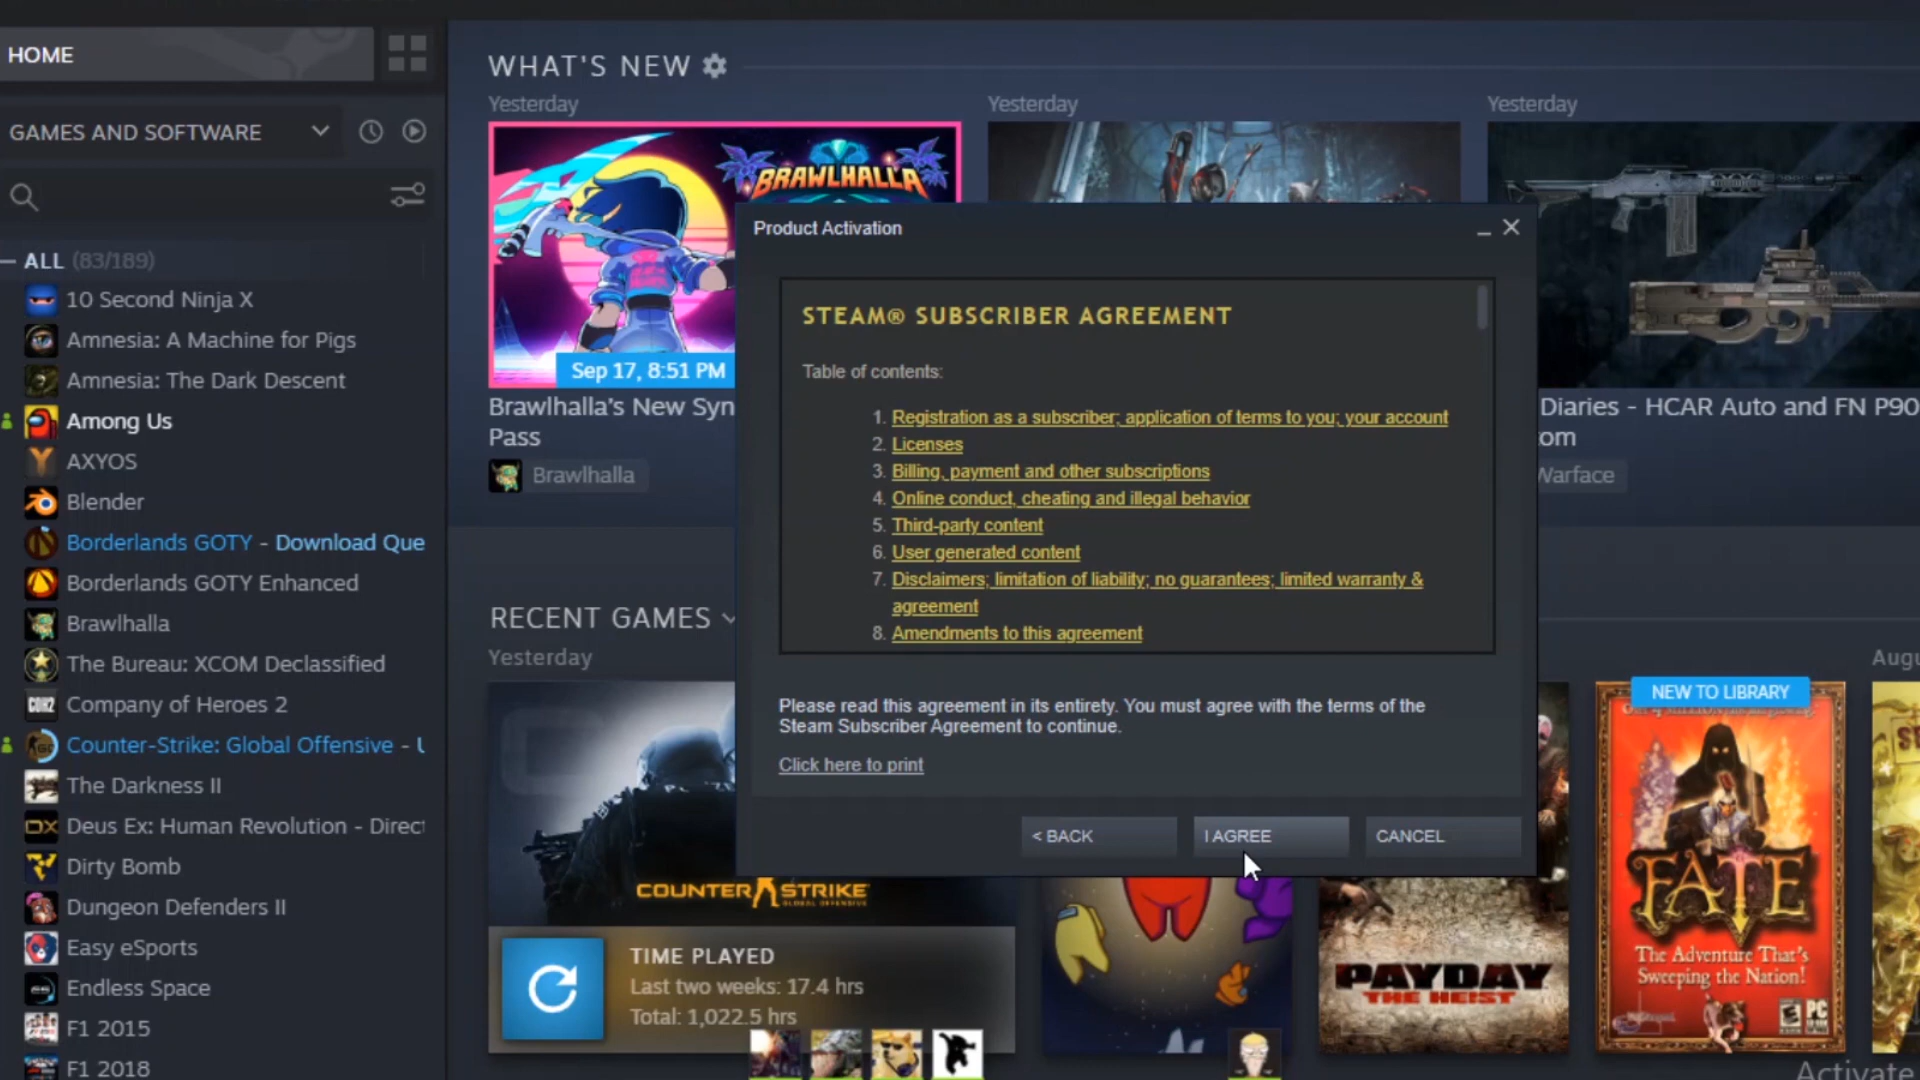 HOME
GAMES AND SOFTWARE
ALL (83/189)
10 Second Ninja X
Amnesia: A Machine for Pigs
Amnesia: The Dark Descent
Among Us
AXYOS
Blender
Borderlands GOTY - Download Que
Borderlands GOTY Enhanced
Brawlhalla
The Bureau: XCOM Declassified
Company of Heroes 2
Counter-Strike: Global Offensive - U
The Darkness II
Deus Ex: Human Revolution - Direct
Dirty Bomb
Dungeon Defenders II
Easy eSports
Endless Space
F1 2015
F1 2018
WHAT'S NEW
Yesterday
Yesterday
Yesterday
BRAWLHALLA
Sep 17, 8:51 PM
Brawlhalla's New Syn
Pass
Brawlhalla
Diaries - HCAR Auto and FN P90
om
Warface
Product Activation
STEAM® SUBSCRIBER AGREEMENT
Table of contents:
1. Registration as a subscriber; application of terms to you; your account
2. Licenses
3. Billing, payment and other subscriptions
4. Online conduct, cheating and illegal behavior
5. Third-party content
6. User generated content
7. Disclaimers; limitation of liability; no guarantees; limited warranty &
agreement
8. Amendments to this agreement
Please read this agreement in its entirety. You must agree with the terms of the
Steam Subscriber Agreement to continue.
Click here to print
< BACK
I AGREE
CANCEL
RECENT GAMES
Yesterday
Augu
COUNTER STRIKE
GLOBAL OFFENSIVE
TIME PLAYED
Last two weeks: 17.4 hrs
Total: 1,022.5 hrs
PAYDAY
THE HEIST
NEW TO LIBRARY
FATE
The Adventure That's
Sweeping the Nation!
PC
Activate